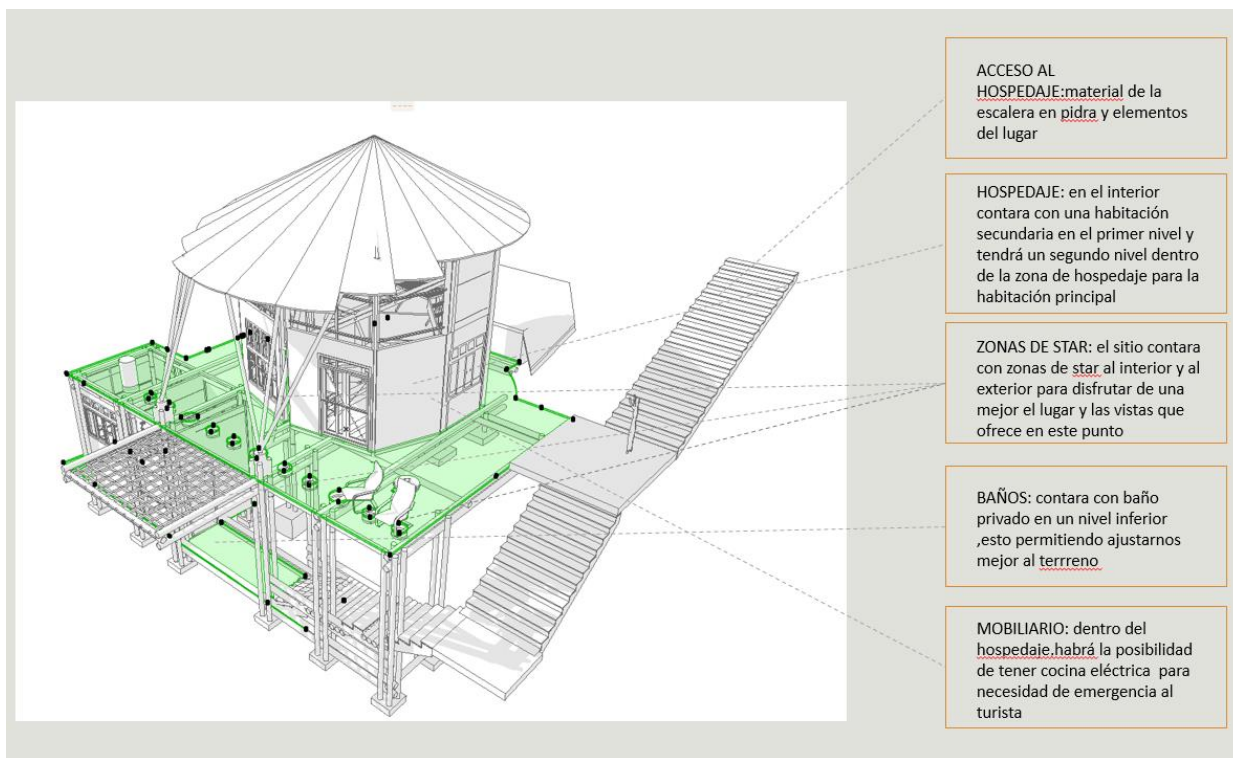 ACCESO AL
HOSPEDAJE:material de la
escalera en pidra y elementos
del lugar
HOSPEDAJE: en el interior
contara con una habitación
secundaria en el primer nivel y
tendrá un segundo nivel dentro
de la zona de hospedaje para la
habitación principal
ZONAS DE STAR: el sitio contara
con zonas de star al interior y al
exterior para disfrutar de una
mejor el lugar y las vistas que
ofrece en este punto
BAÑOS: contara con baño
privado en un nivel inferior
,esto permitiendo ajustarnos
mejor al terrreno
MOBILIARIO: dentro del
hospedaje,habrá la posibilidad
de tener cocina eléctrica  para
necesidad de emergencia al
turista